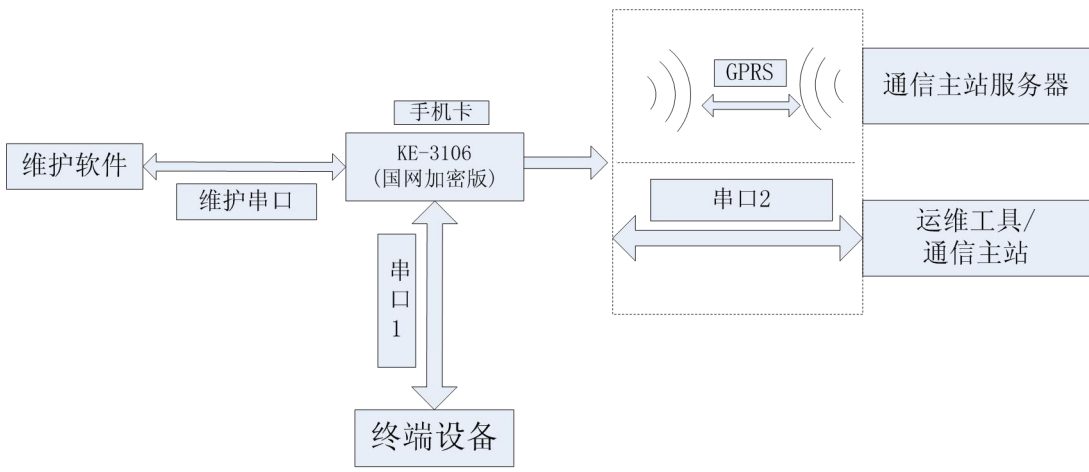 GPRS
通信主站服务器
手机卡
KE-3106
(国网加密版)
维护软件
维护串口
串口2
运维工具/
通信主站
串
口
1
终端设备